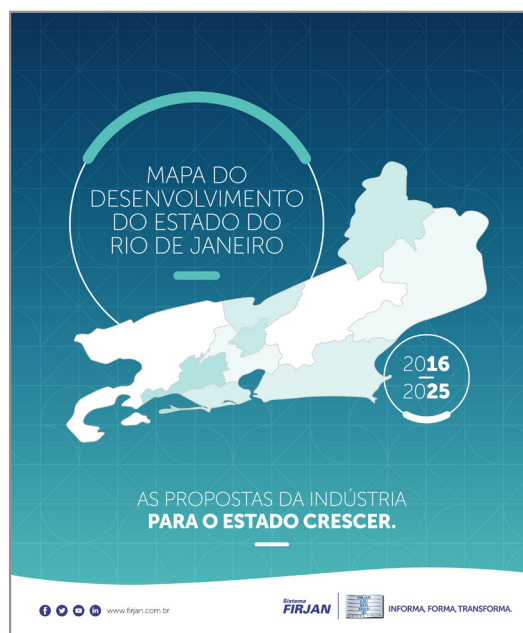 MAPA DO
DESENVOLVIMENTO
DO ESTADO DO
RIO DE JANEIRO
2016
2025
AS PROPOSTAS DA INDÚSTRIA
PARA O ESTADO CRESCER.
www.firjan.com.br
Sistema
FIRJAN
INFORMA, FORMA, TRANSFORMA.